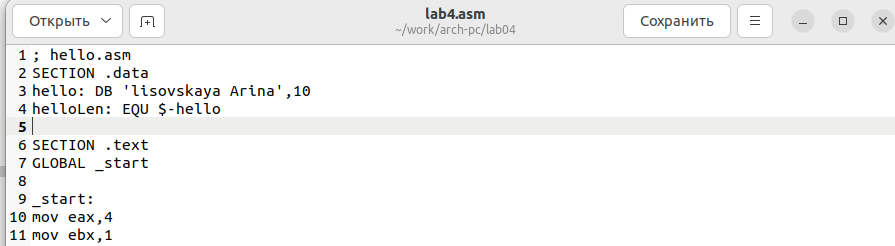 Открыть
lab4.asm
~/work/arch-pc/lab04
Сохранить
1 ; hello.asm
2 SECTION .data
3 hello: DB 'lisovskaya Arina',10
4 helloLen: EQU $-hello
5
6 SECTION .text
7 GLOBAL _start
8
9 _start:
10 mov eax,4
11 mov ebx,1